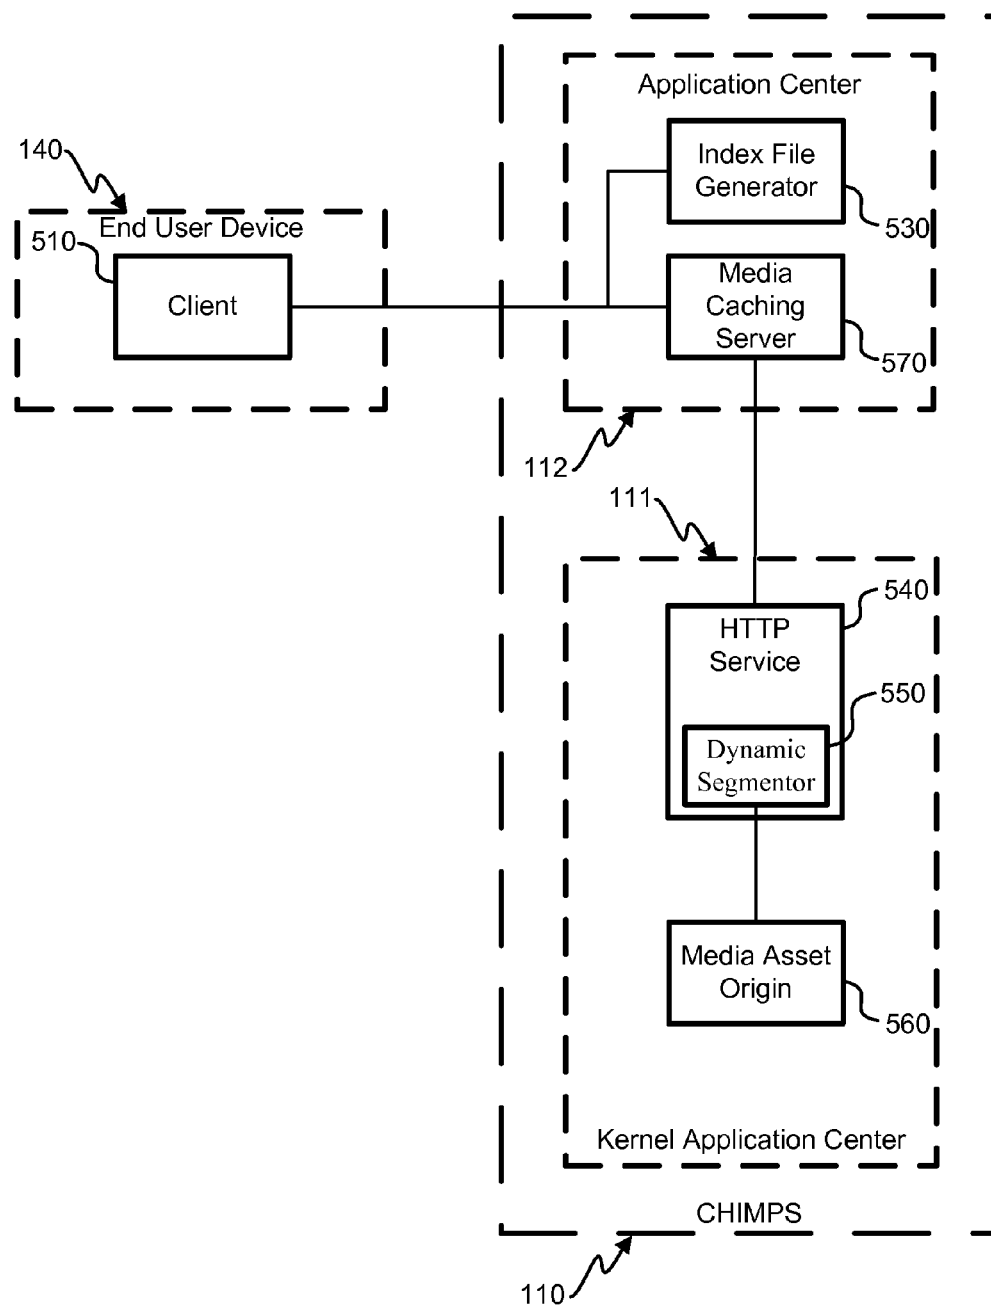 Application Center
Index File
Generator
530
140
End User Device
510
Client
Media
Caching
Server
570
112
111
540
HTTP
Service
550
Dynamic
Segmentor
Media Asset
Origin
560
Kernel Application Center
CHIMPS
110